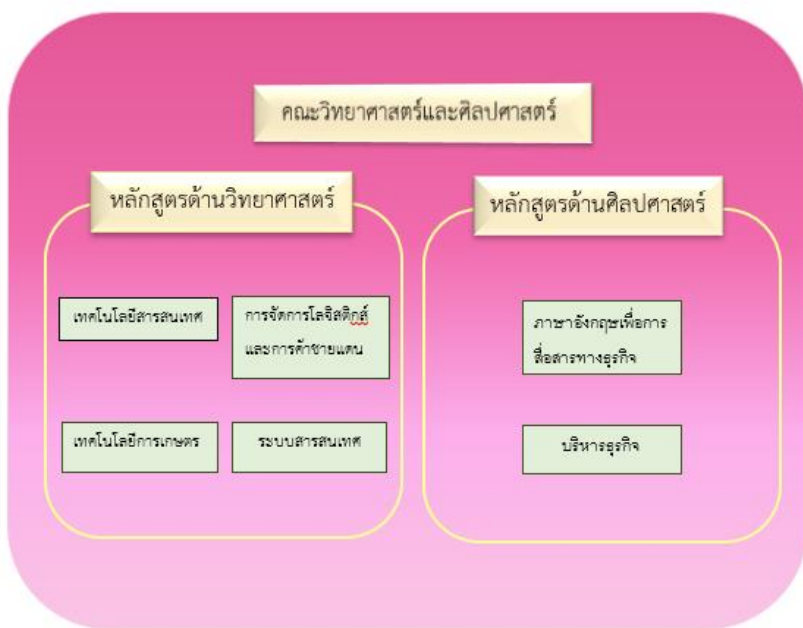 คณะวิทยาศาสตร์และศิลปศาสตร์
หลักสูตรด้านวิทยาศาสตร์
เทคโนโลยีสารสนเทศ
การจัดการโลจิสติกส์
และการค้าชายแดน
เทคโนโลยีการเกษตร
ระบบสารสนเทศ
หลักสูตรด้านศิลปศาสตร์
ภาษาอังกฤษเพื่อการ
สื่อสารทางธุรกิจ
บริหารธุรกิจ